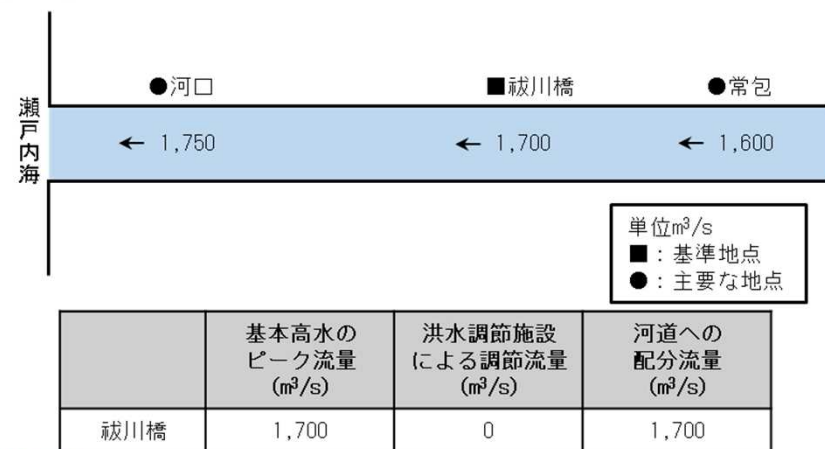 ●河口 ■祓川橋 ●常包
瀬戸内海
← 1,750 ← 1,700 ← 1,600
単位m³/s
■：基準地点
●：主要な地点
基本高水の
ピーク流量
(m³/s)
洪水調節施設
による調節流量
(m³/s)
河道への
配分流量
(m³/s)
祓川橋 1,700 0 1,700